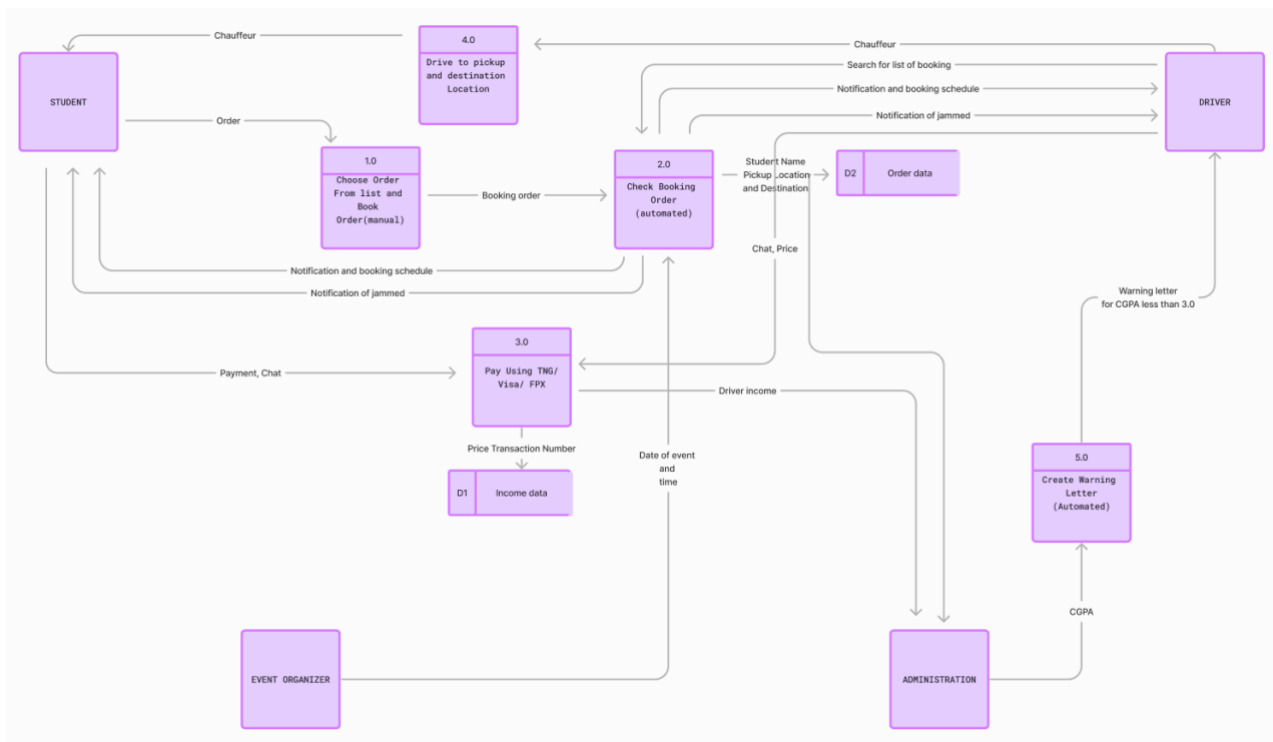 Chauffeur
4.0
Drive to pickup
and destination
Location
Chauffeur
Search for list of booking
STUDENT
Notification and booking schedule
DRIVER
Order
Notification of jammed
1.0
Choose Order
From list and
Book
Order(manual)
Booking order
2.0
Check Booking
Order
(automated)
Student Name
Pickup Location
and Destination
D2
Order data
Chat, Price
Notification and booking schedule
Notification of jammed
Warning letter
for CGPA less than 3.0
3.0
Pay Using TNG/
Visa/ FPX
Payment, Chat
Driver income
Price Transaction Number
D1
Income data
Date of event
and
time
5.0
Create Warning
Letter
(Automated)
CGPA
EVENT ORGANIZER
ADMINISTRATION